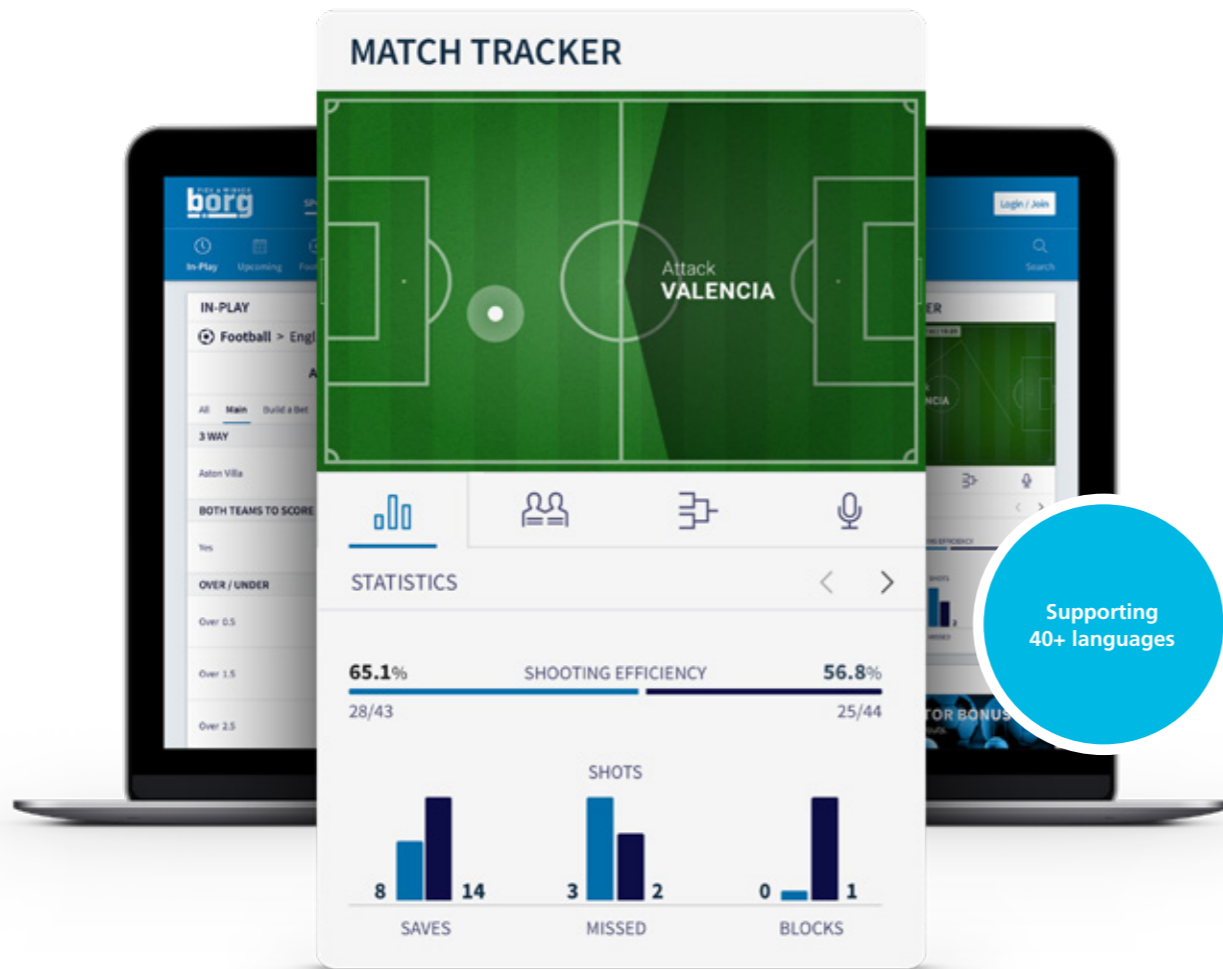 MATCH TRACKER
Attack
VALENCIA
STATISTICS
65.1% SHOOTING EFFICIENCY 56.8%
28/43 25/44
SHOTS
8 14 3 2 0 1
SAVES MISSED BLOCKS
borg
In-Play Upcoming
IN-PLAY
Football >
All Main Build a Bet
3 WAY
Aston Villa
BOTH TEAMS TO SCORE
Yes
OVER / UNDER
Over 0.5
Over 1.5
Over 2.5
Login / Join
Search
SHOTS
MISSED
BONUS
Supporting
40+ languages